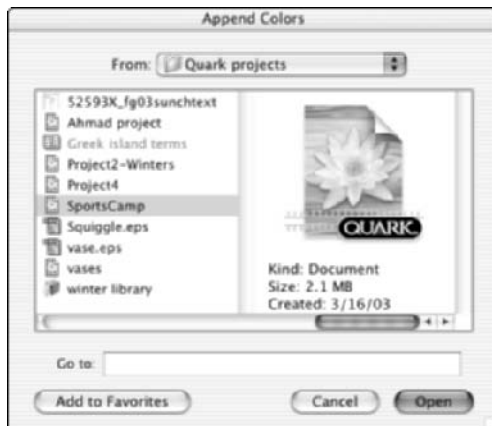 Append Colors
From: Quark projects
52593X_fg03sunchtext
Ahmad project
Greek island terms
Project2-Winters
Project4
SportsCamp
Squiggle.eps
vase.eps
vases
winter library
QUARK
Kind: Document
Size: 2.1 MB
Created: 3/16/03
Go to:
Add to Favorites
Cancel
Open